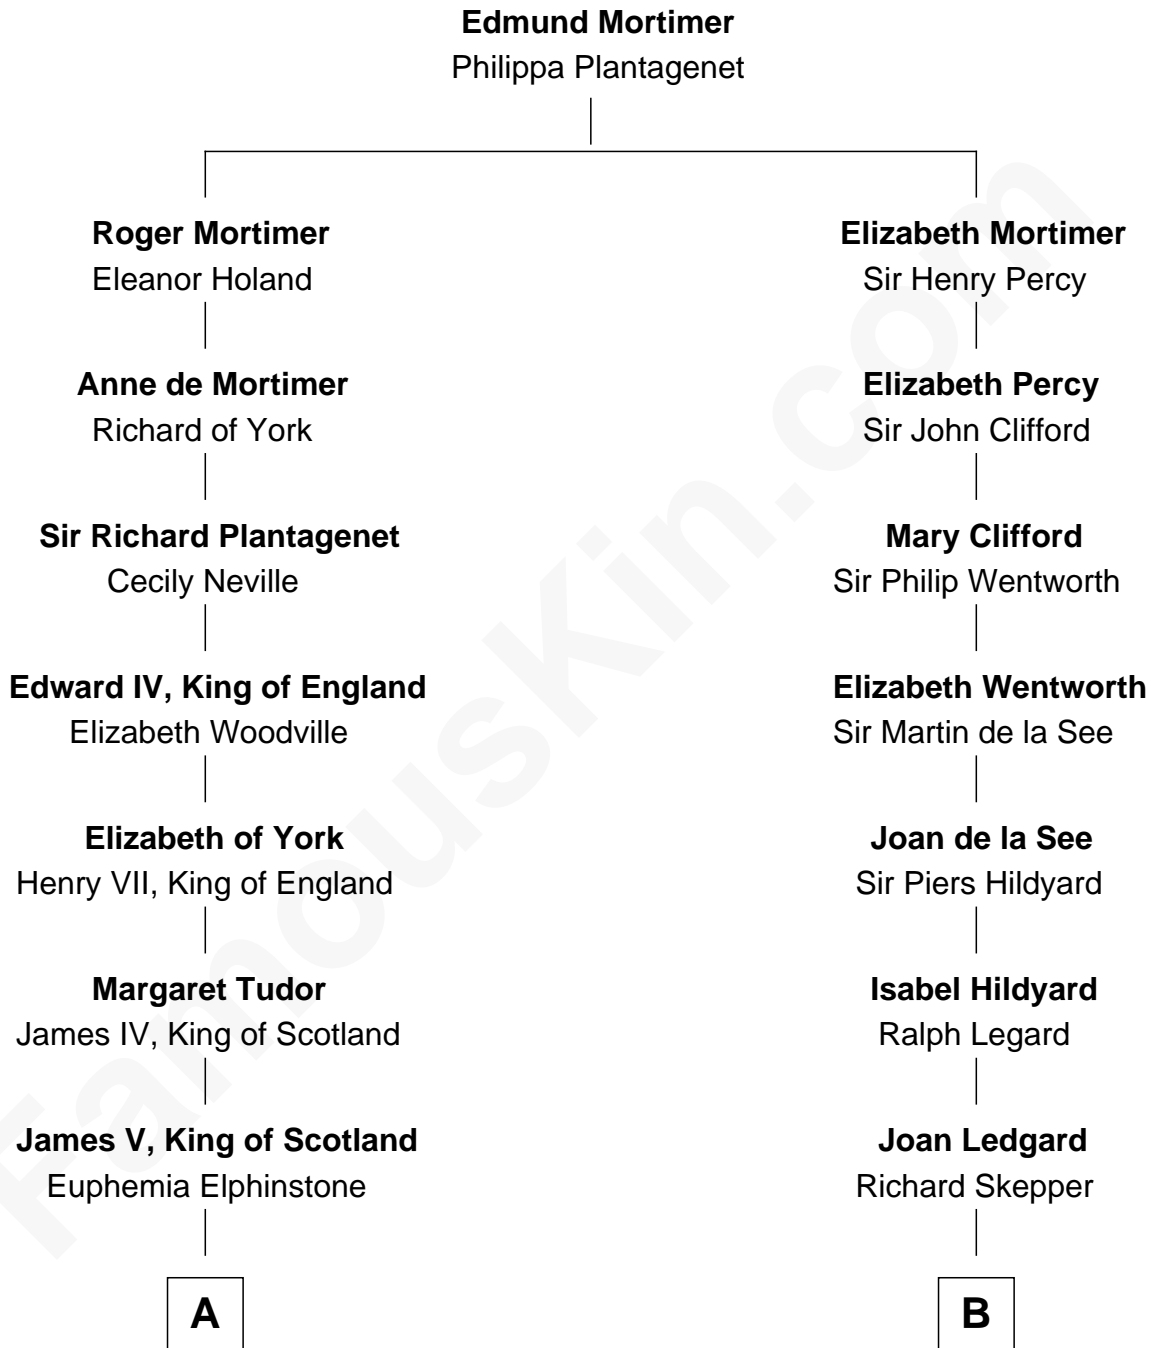 Edmund Mortimer
Philippa Plantagenet
Roger Mortimer
Eleanor Holand
Elizabeth Mortimer
Sir Henry Percy
Anne de Mortimer
Richard of York
Elizabeth Percy
Sir John Clifford
Sir Richard Plantagenet
Cecily Neville
Mary Clifford
Sir Philip Wentworth
Edward IV, King of England
Elizabeth Woodville
Elizabeth Wentworth
Sir Martin de la See
Elizabeth of York
Henry VII, King of England
Joan de la See
Sir Piers Hildyard
Margaret Tudor
James IV, King of Scotland
Isabel Hildyard
Ralph Legard
James V, King of Scotland
Euphemia Elphinstone
Joan Ledgard
Richard Skepper
A
B
FamousKin.com